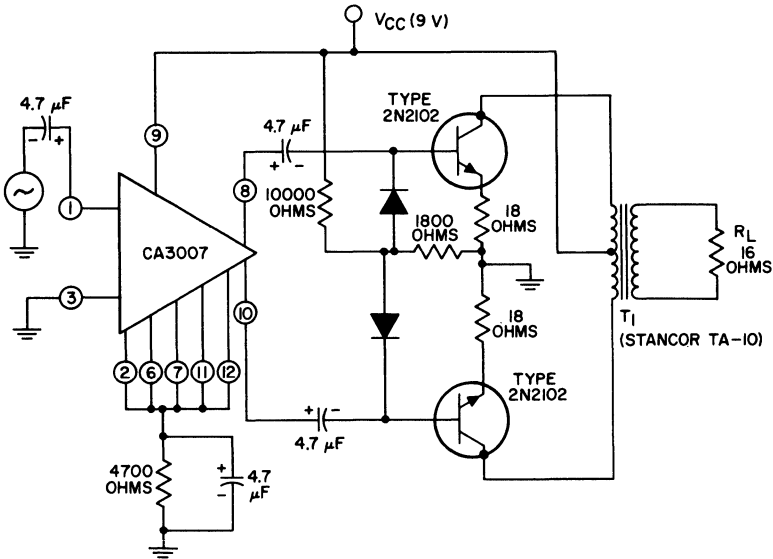 VCC (9 V)
4.7 µF
- +
9
TYPE
2N2102
4.7 µF
+ -
1
8
10000
OHMS
1800
OHMS
18
OHMS
CA3007
RL
16
OHMS
3
10
18
OHMS
T1
(STANCOR TA-10)
2 6 7 11 12
TYPE
2N2102
+ -
4.7 µF
4700
OHMS
+
-
4.7
µF